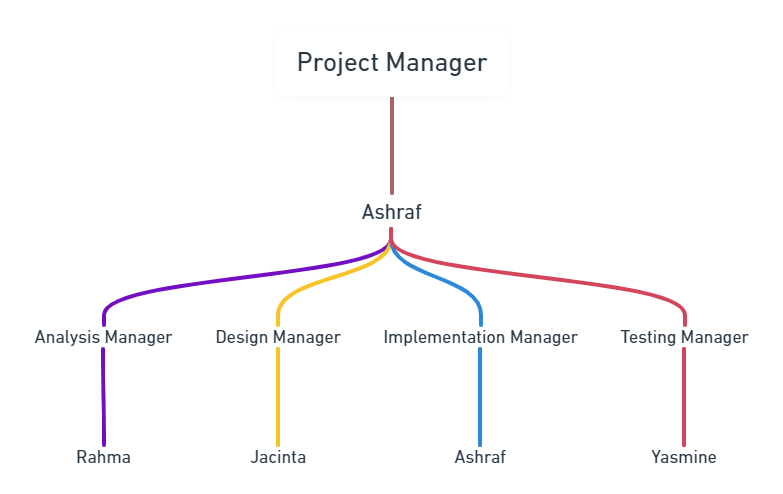 Project Manager
Ashraf
Analysis Manager
Design Manager
Implementation Manager
Testing Manager
Rahma
Jacinta
Ashraf
Yasmine